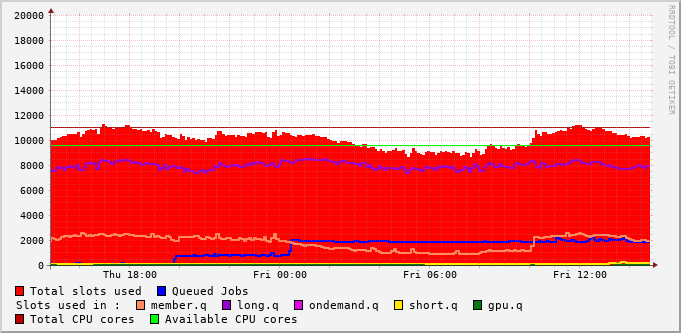 20000
18000
16000
14000
12000
10000
8000
6000
4000
2000
0
Thu 18:00 Fri 00:00 Fri 06:00 Fri 12:00
RRDTOOL / TOBI OETIKER
Total slots used Queued Jobs
Slots used in : member.q long.q ondemand.q short.q gpu.q
Total CPU cores Available CPU cores